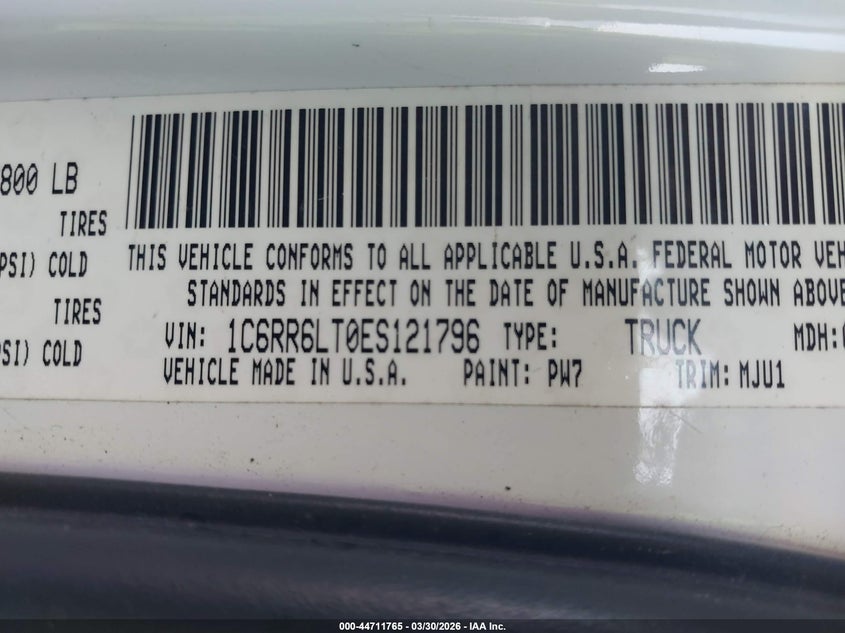 800 LB
TIRES
PSI) COLD
TIRES
PSI) COLD
THIS VEHICLE CONFORMS TO ALL APPLICABLE U.S.A. FEDERAL MOTOR VEH
STANDARDS IN EFFECT ON THE DATE OF MANUFACTURE SHOWN ABOVE
VIN: 1C6RR6LT0ES121796 TYPE: TRUCK MDH:
VEHICLE MADE IN U.S.A. PAINT: PW7 TRIM: MJU1
000-44711765 - 03/30/2026 - IAA Inc.